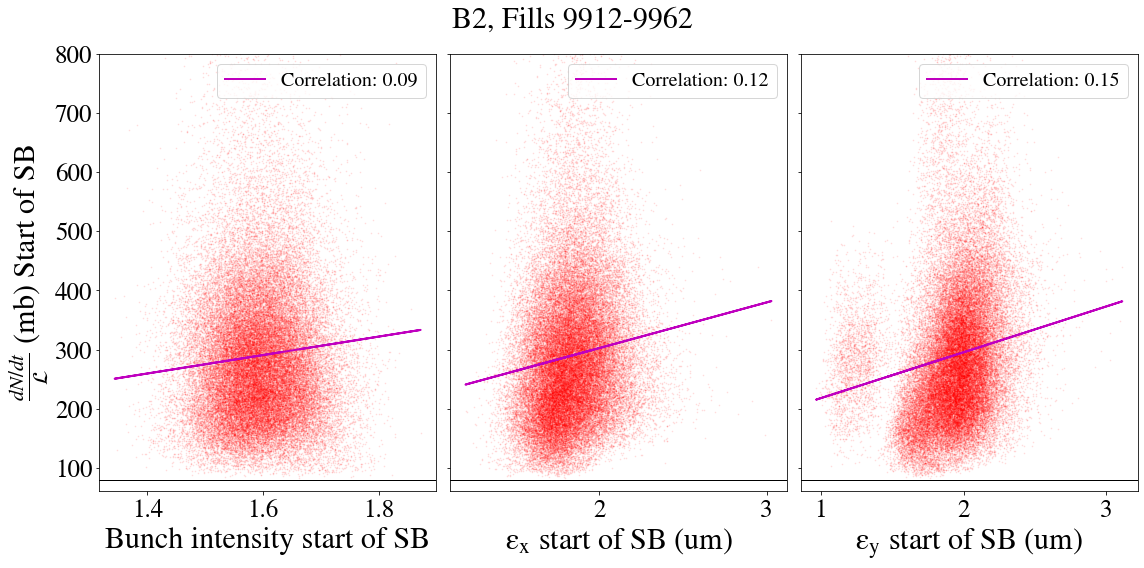 B2, Fills 9912-9962
Correlation: 0.09
Correlation: 0.12
Correlation: 0.15
dN/dt
ℒ
(mb) Start of SB
800
700
600
500
400
300
200
100
1.4 1.6 1.8
2 3
1 2 3
Bunch intensity start of SB
εx start of SB (um)
εy start of SB (um)